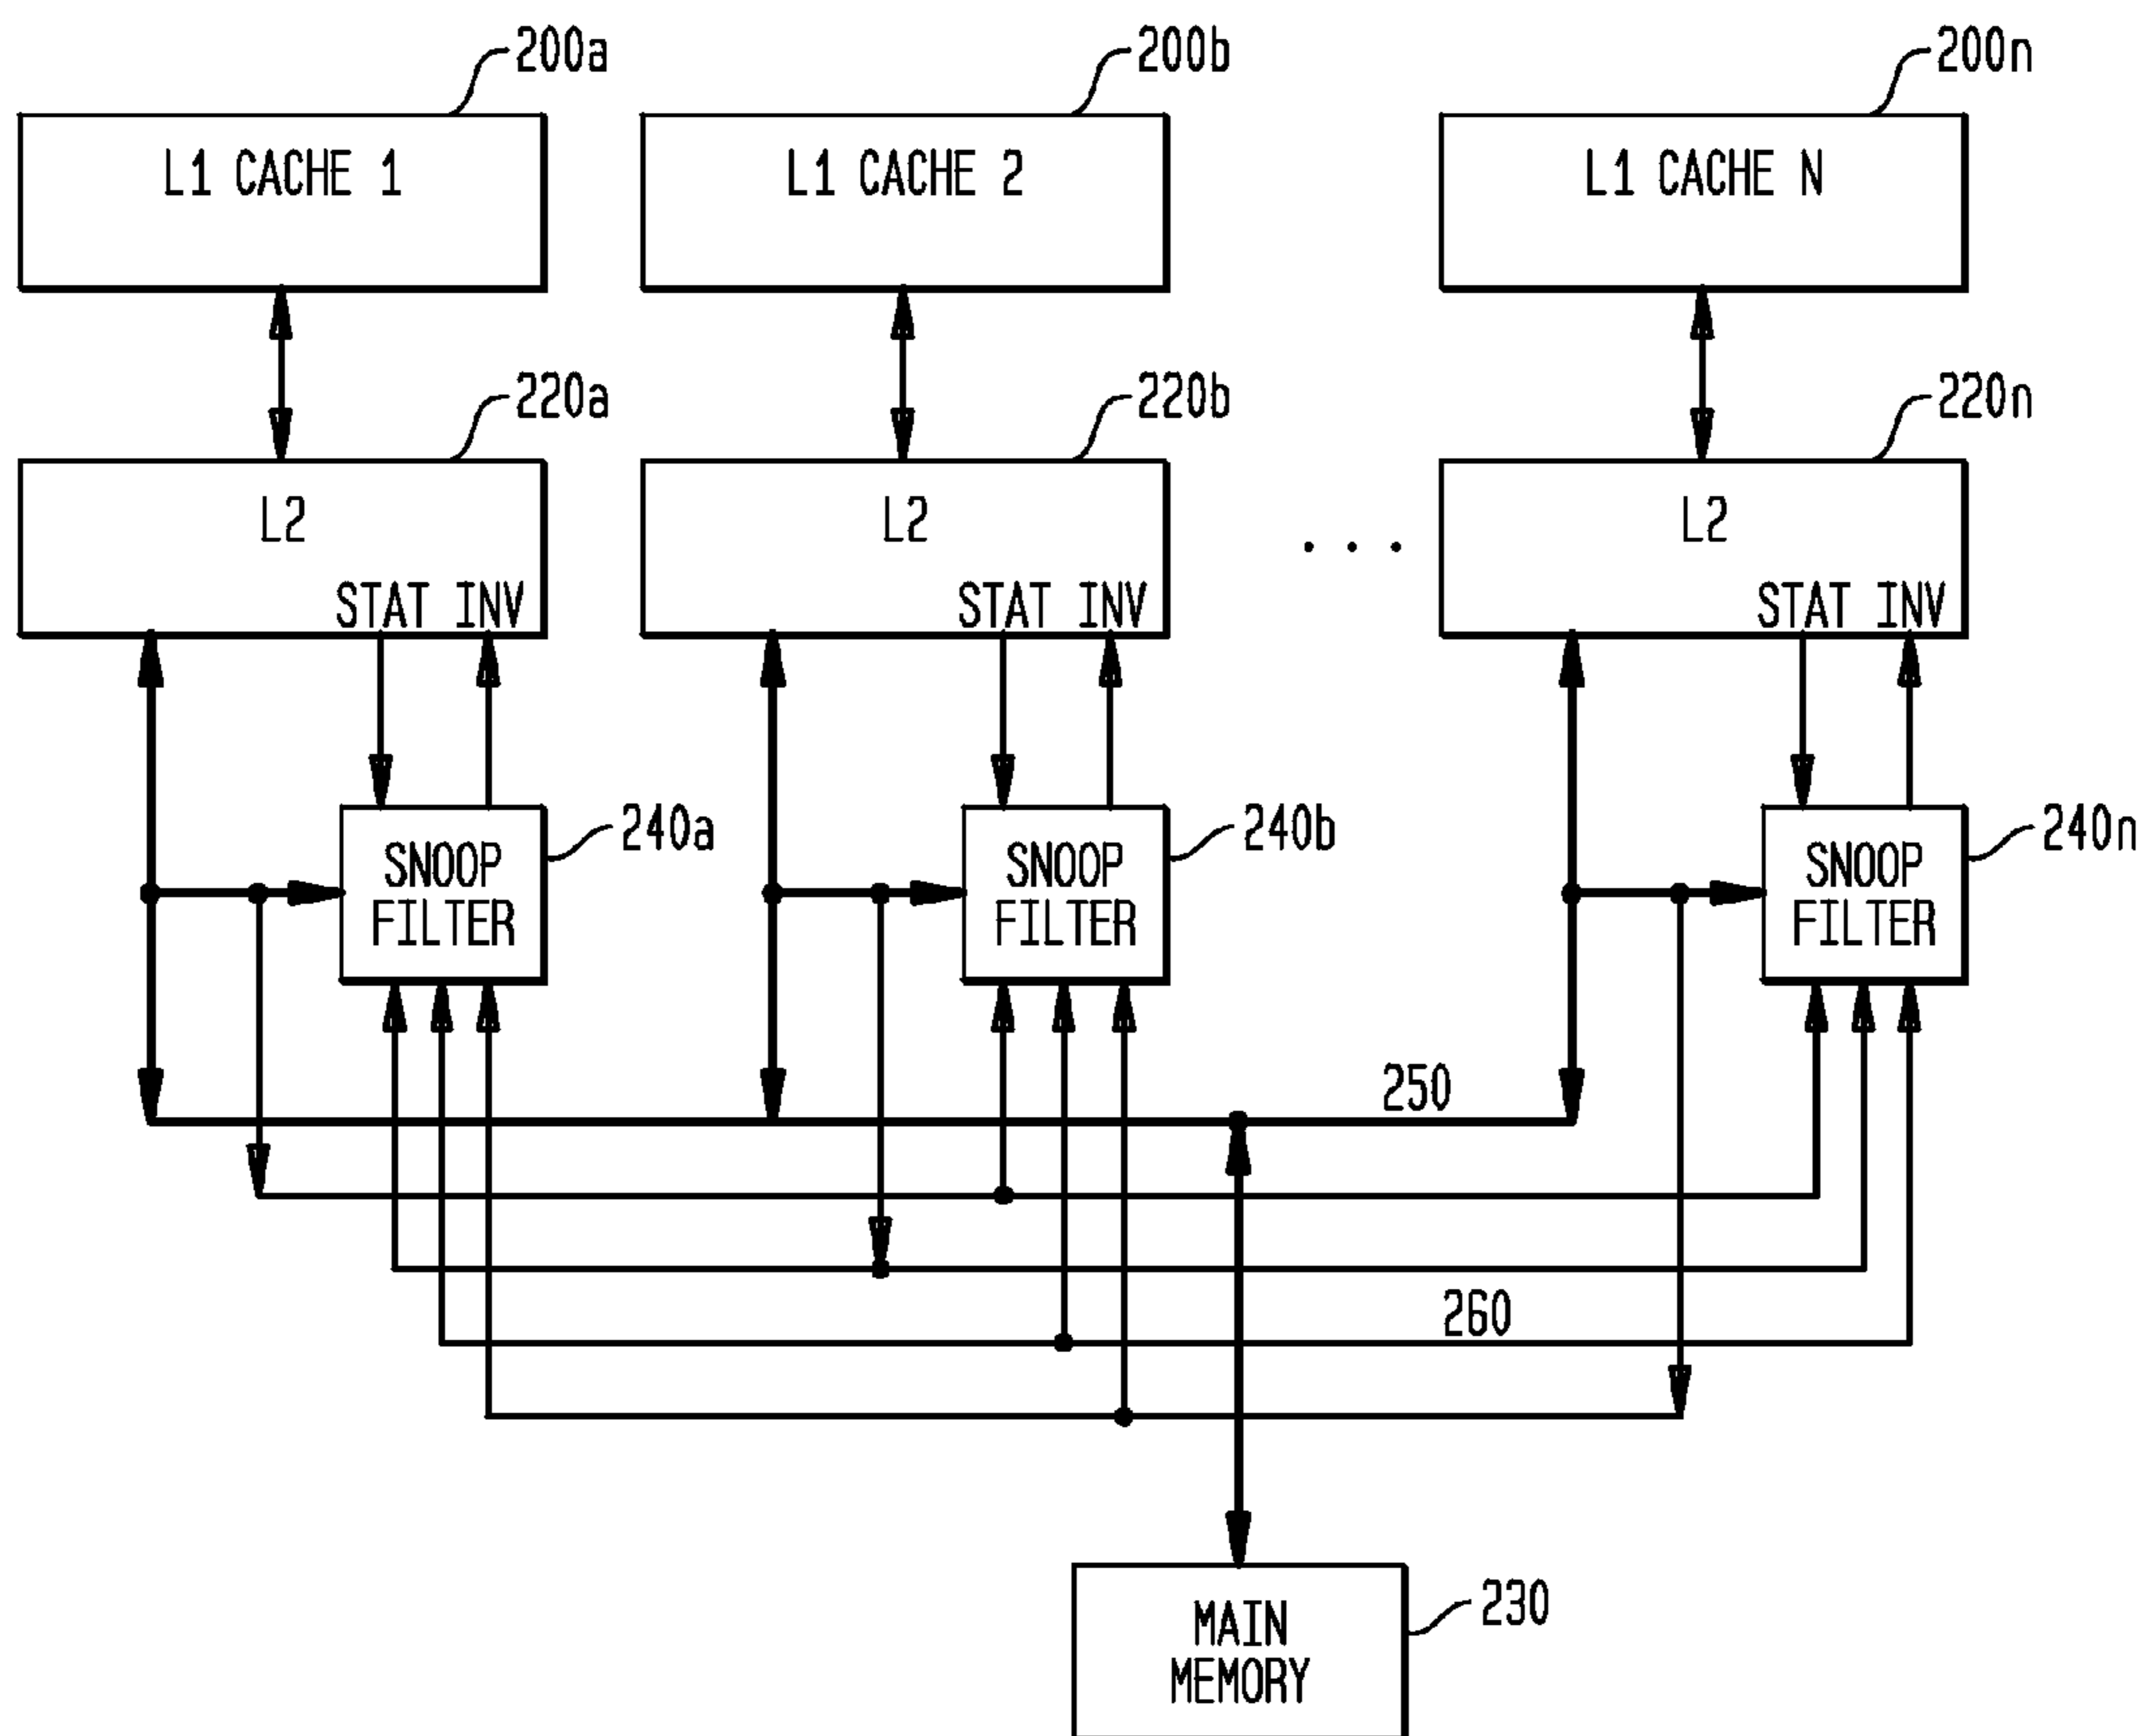 200a
200b
200n
L1 CACHE 1
L1 CACHE 2
L1 CACHE N
220a
220b
220n
L2
L2
L2
. . .
STAT INV
STAT INV
STAT INV
240a
240b
240n
SNOOP
FILTER
SNOOP
FILTER
SNOOP
FILTER
250
260
230
MAIN
MEMORY